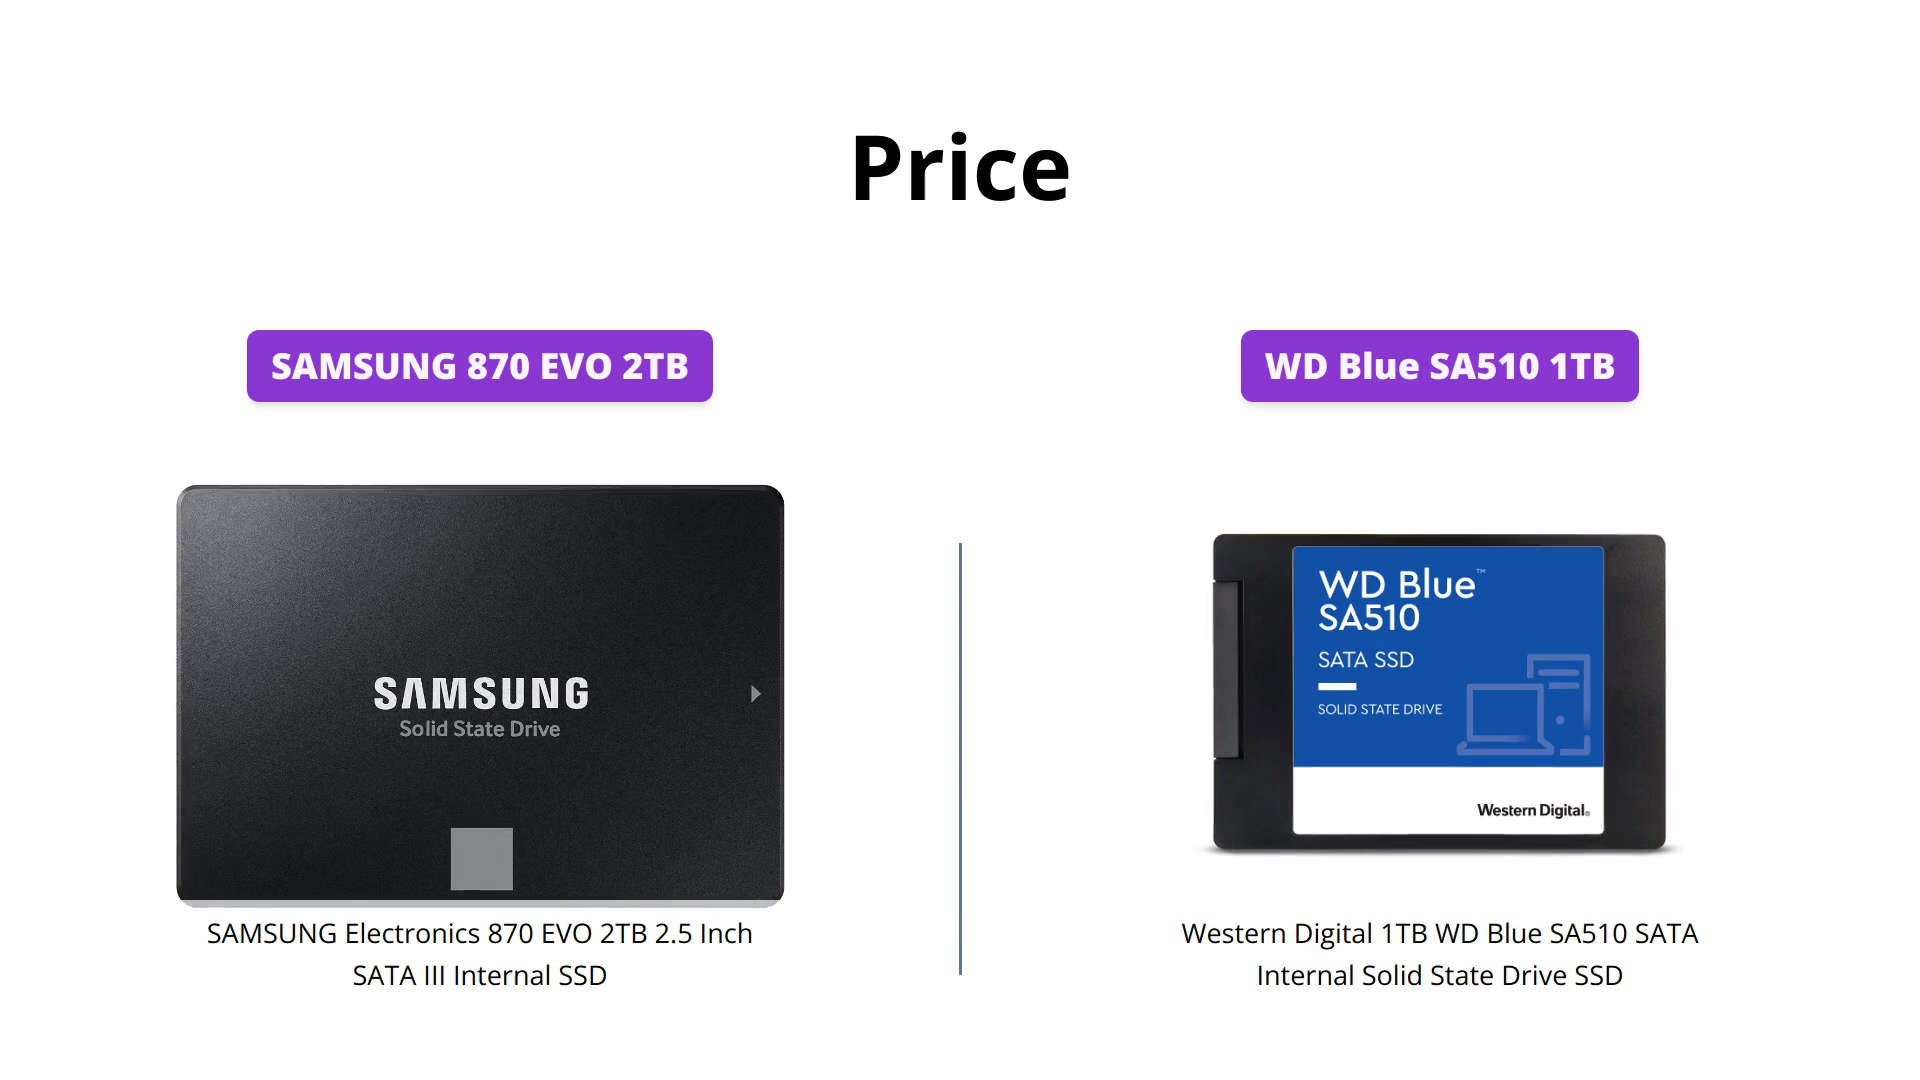 Price
SAMSUNG 870 EVO 2TB
WD Blue SA510 1TB
SAMSUNG
Solid State Drive
SAMSUNG Electronics 870 EVO 2TB 2.5 Inch
SATA III Internal SSD
WD Blue™
SA510
SATA SSD
SOLID STATE DRIVE
Western Digital®
Western Digital 1TB WD Blue SA510 SATA
Internal Solid State Drive SSD